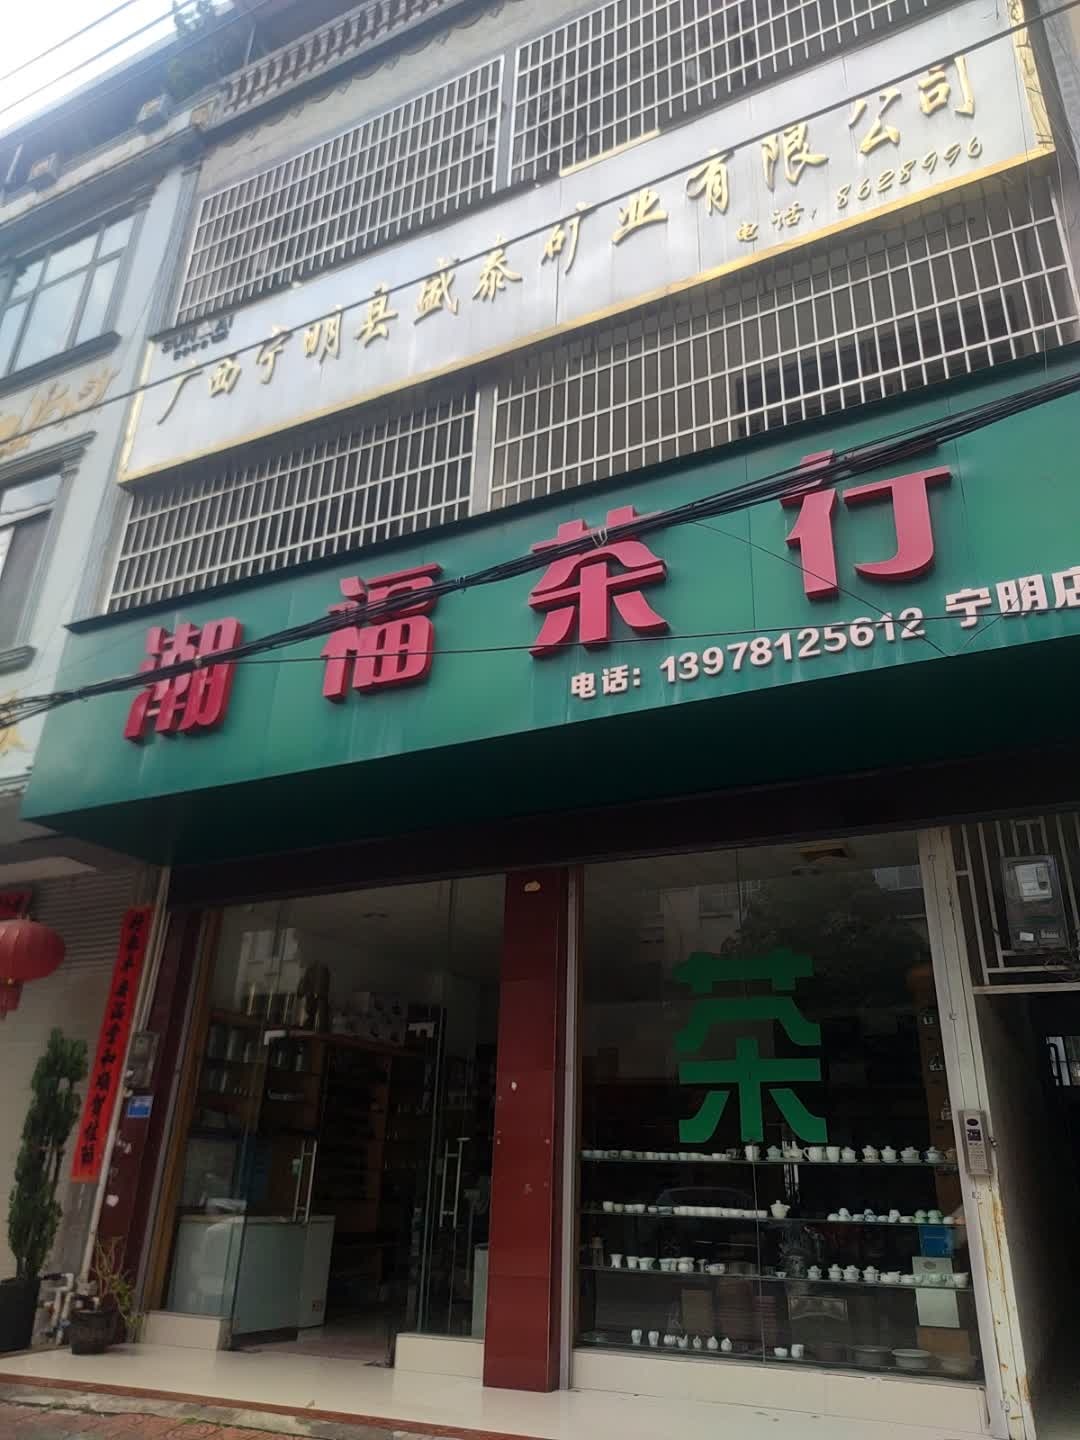 广西宁明县盛泰矿业有限公司
电话：8628996
潮福茶行
电话：13978125612 宁明店
茶